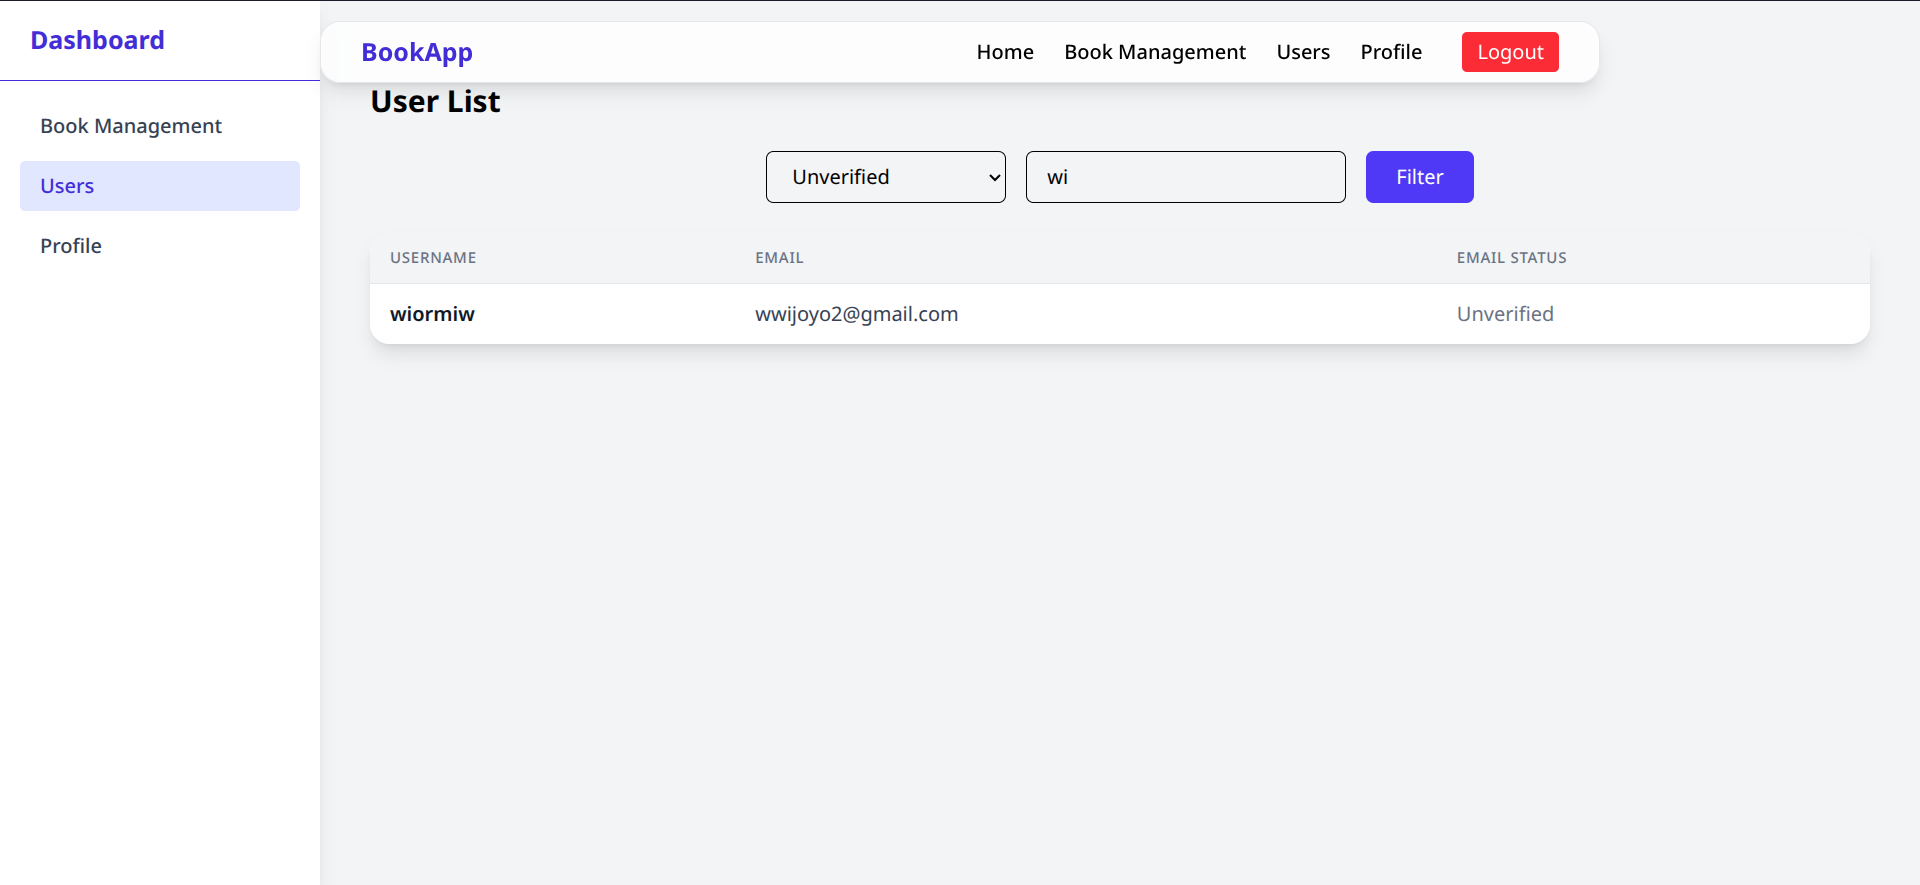 Dashboard
Book Management
Users
Profile
BookApp Home Book Management Users Profile Logout
User List
Unverified wi Filter
USERNAME EMAIL EMAIL STATUS
wiormiw wwijoyo2@gmail.com Unverified